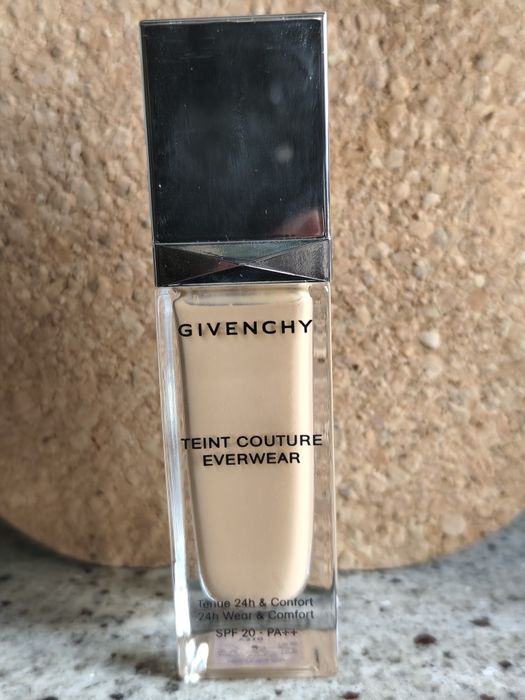 GIVENCHY
TEINT COUTURE
EVERWEAR
Tenue 24h & Confort
24h Wear & Comfort
SPF 20 - PA++